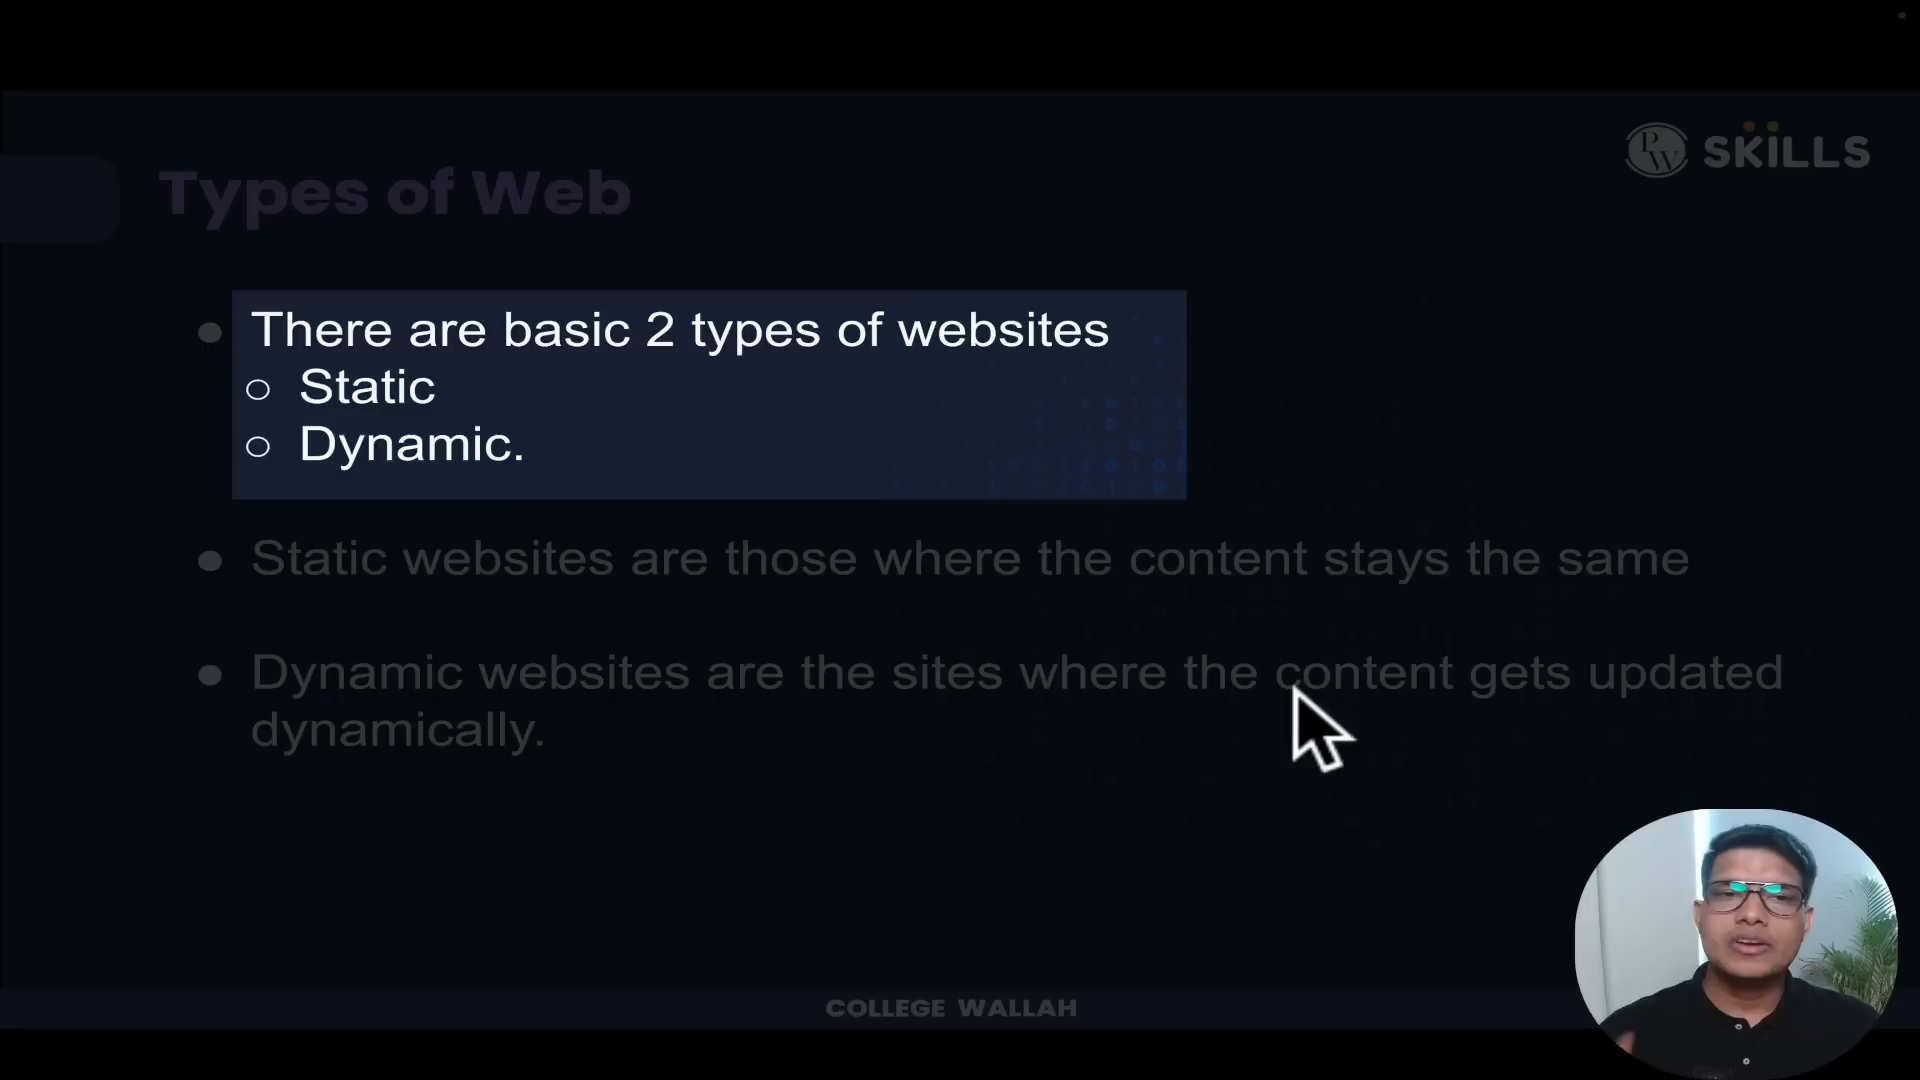 PW SKiLLS
Types of Web
● There are basic 2 types of websites
○ Static
○ Dynamic.
● Static websites are those where the content stays the same
● Dynamic websites are the sites where the content gets updated
dynamically.
COLLEGE WALLAH